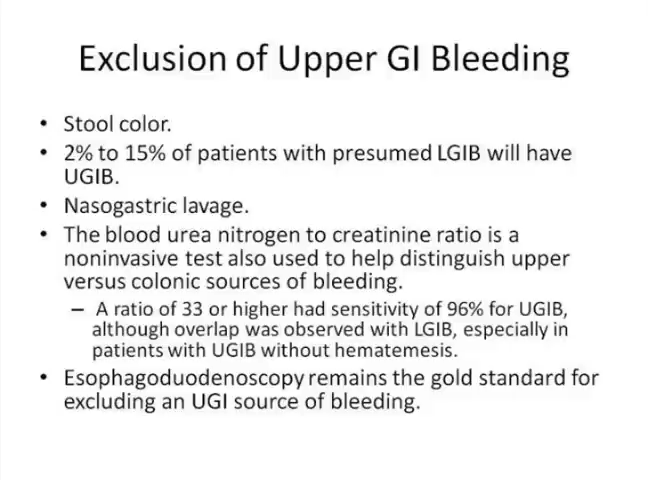 Exclusion of Upper GI Bleeding
• Stool color.
• 2% to 15% of patients with presumed LGIB will have
UGIB.
• Nasogastric lavage.
• The blood urea nitrogen to creatinine ratio is a
noninvasive test also used to help distinguish upper
versus colonic sources of bleeding.
– A ratio of 33 or higher had sensitivity of 96% for UGIB,
although overlap was observed with LGIB, especially in
patients with UGIB without hematemesis.
• Esophagoduodenoscopy remains the gold standard for
excluding an UGI source of bleeding.